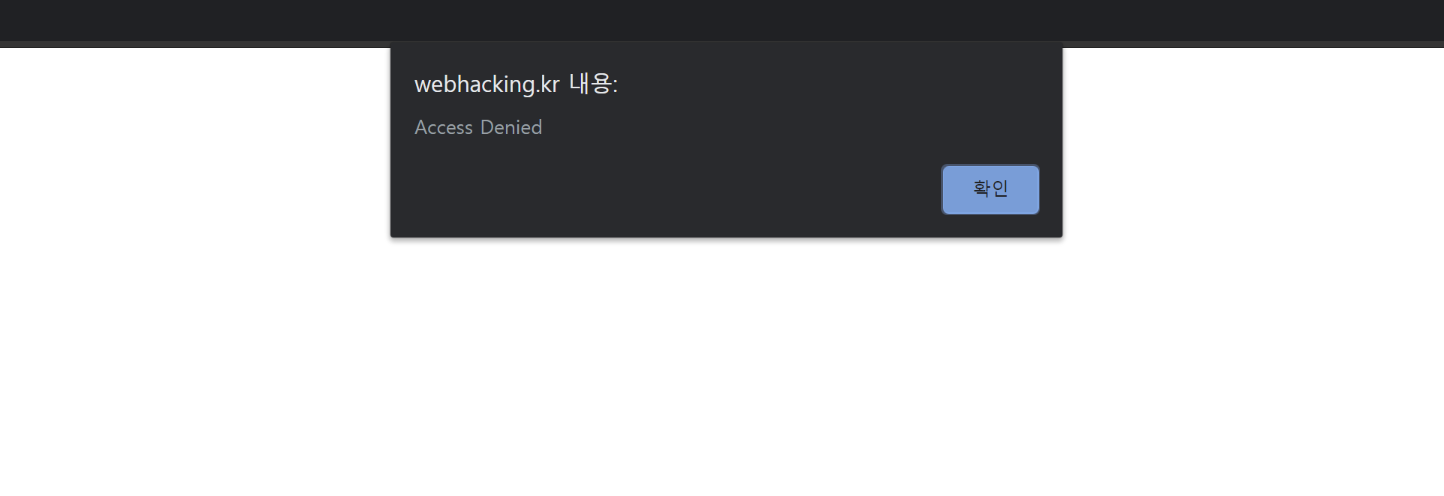 webhacking.kr 내용:
Access Denied
확인